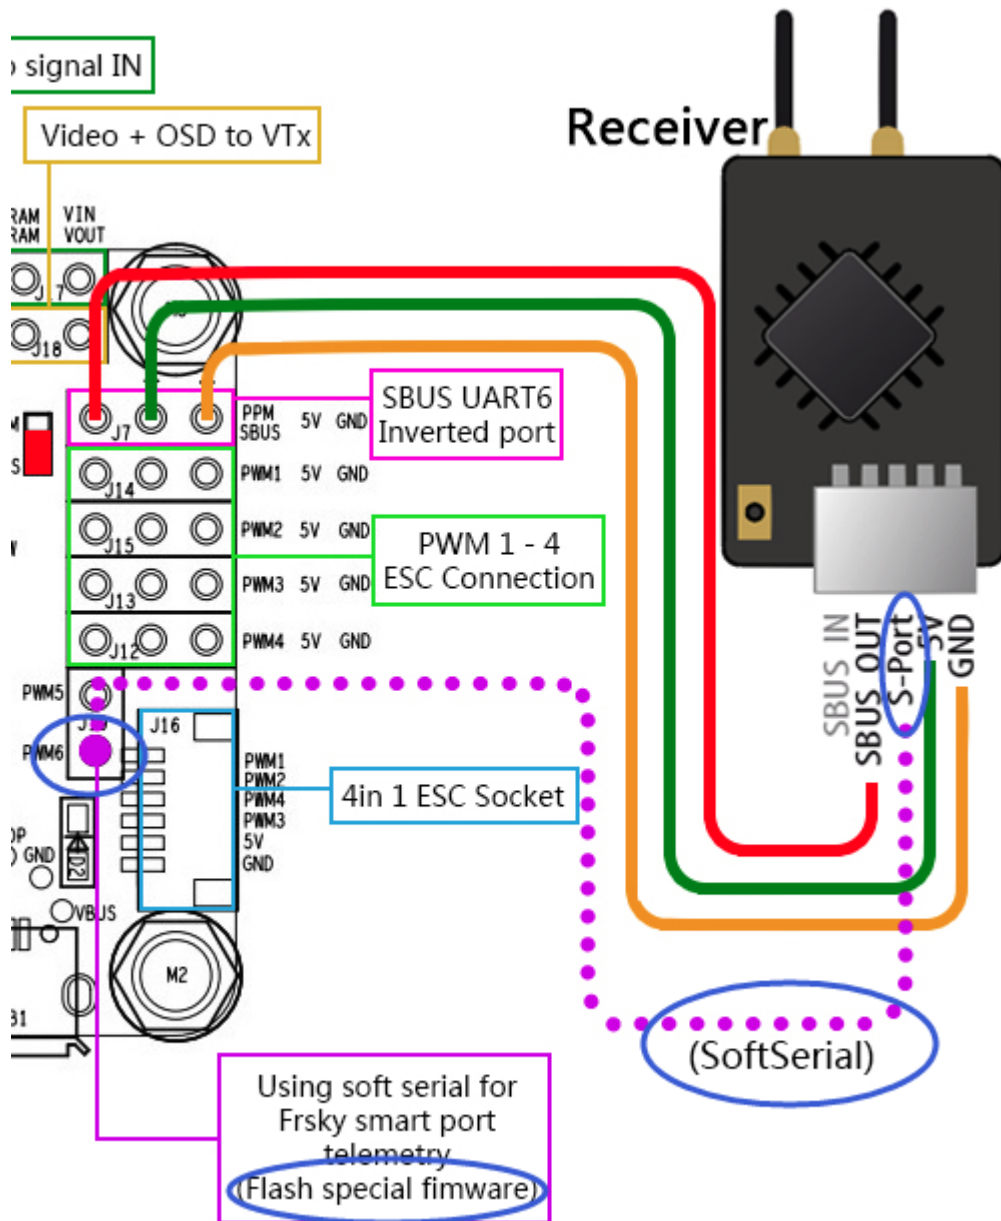 signal IN
Video + OSD to VTx
Receiver
RAM VIN
RAM VOUT
J18
J7
PPM
SBUS 5V GND
SBUS UART6
Inverted port
J14
PWM1 5V GND
J15
PWM2 5V GND
PWM 1 - 4
ESC Connection
J13
PWM3 5V GND
J12
PWM4 5V GND
SBUS IN
SBUS OUT
S-Port
5V
GND
PWM5
PWM6
J16
PWM1
PWM2
PWM4
PWM3
5V
GND
4in 1 ESC Socket
GND
VBUS
M2
B1
(SoftSerial)
Using soft serial for
Frsky smart port
telemetry
(Flash special fimware)